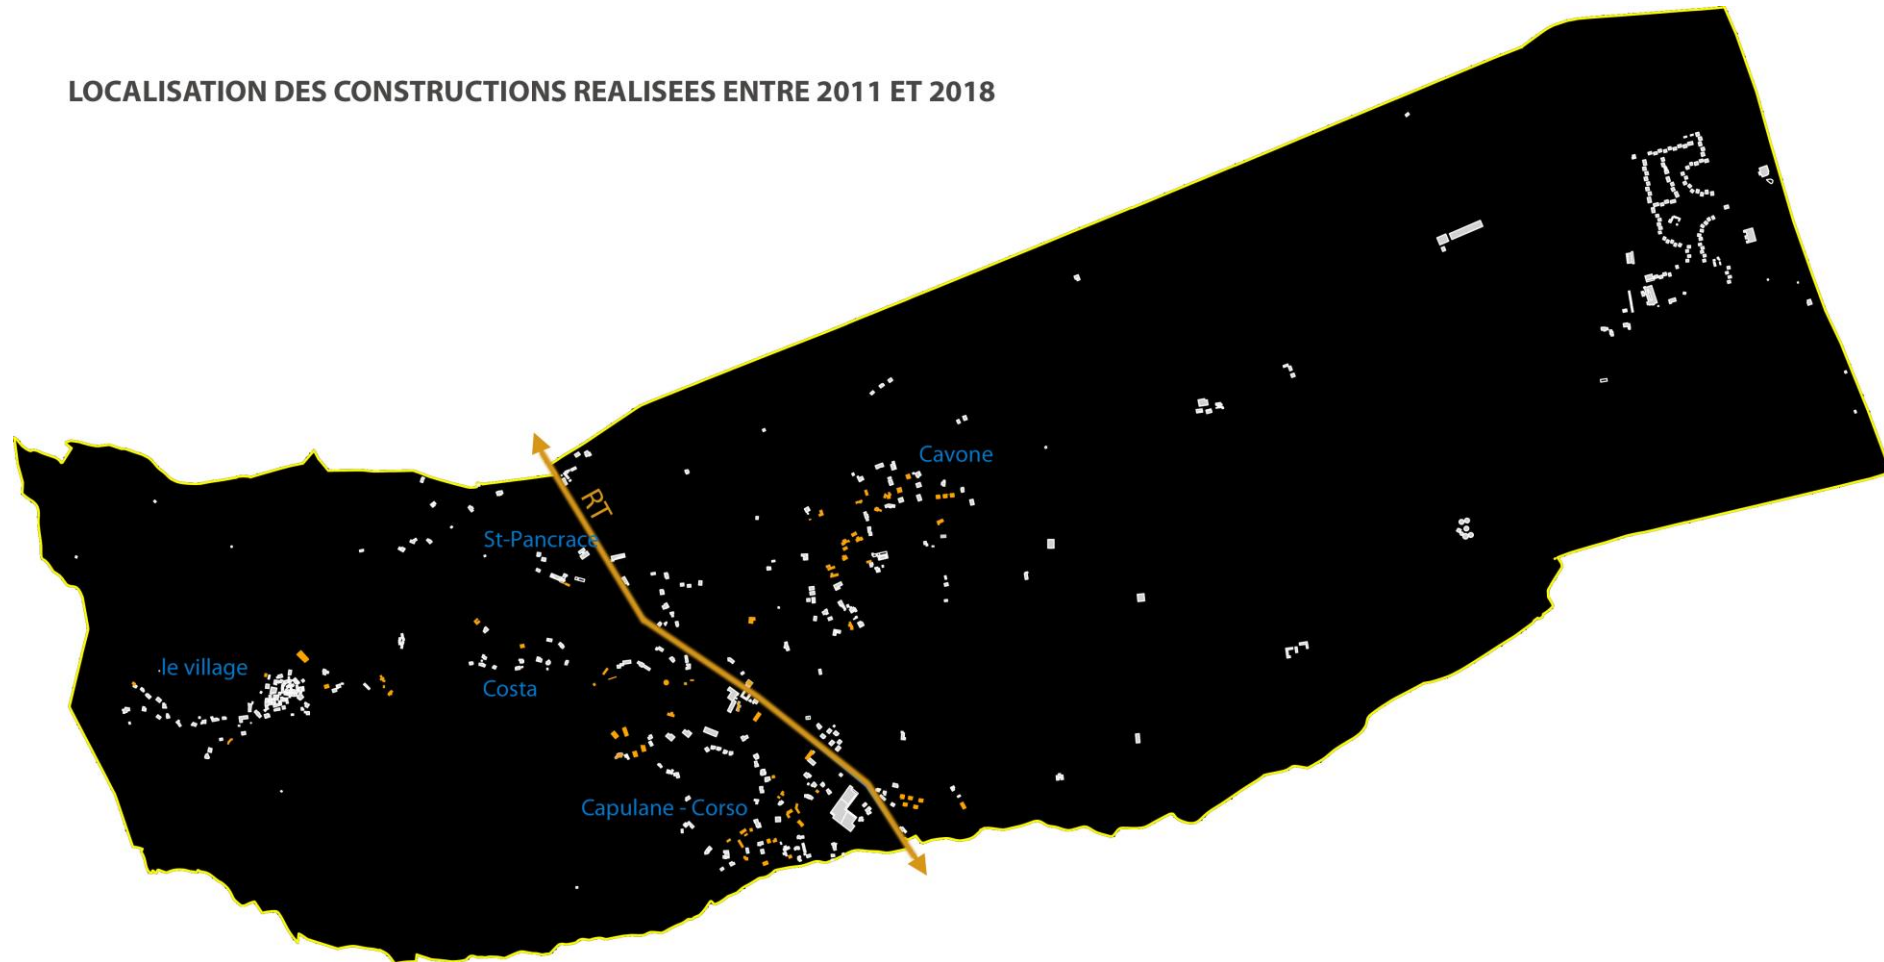 LOCALISATION DES CONSTRUCTIONS REALISEES ENTRE 2011 ET 2018
Cavone
RT
St-Pancrace
le village
Costa
Capulane - Corso